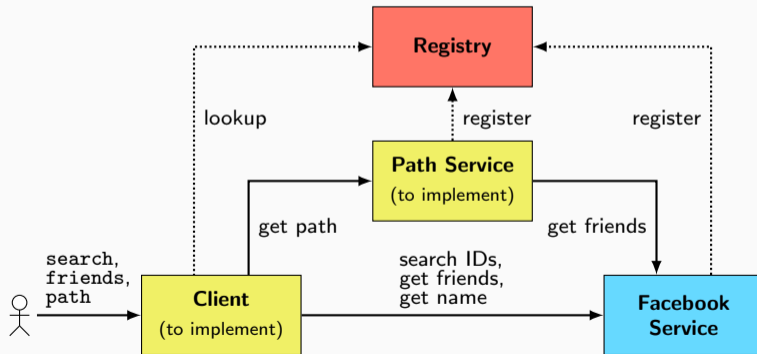 Registry
lookup
register
register
Path Service
(to implement)
get path
get friends
search,
friends,
path
search IDs,
get friends,
get name
Client
(to implement)
Facebook
Service